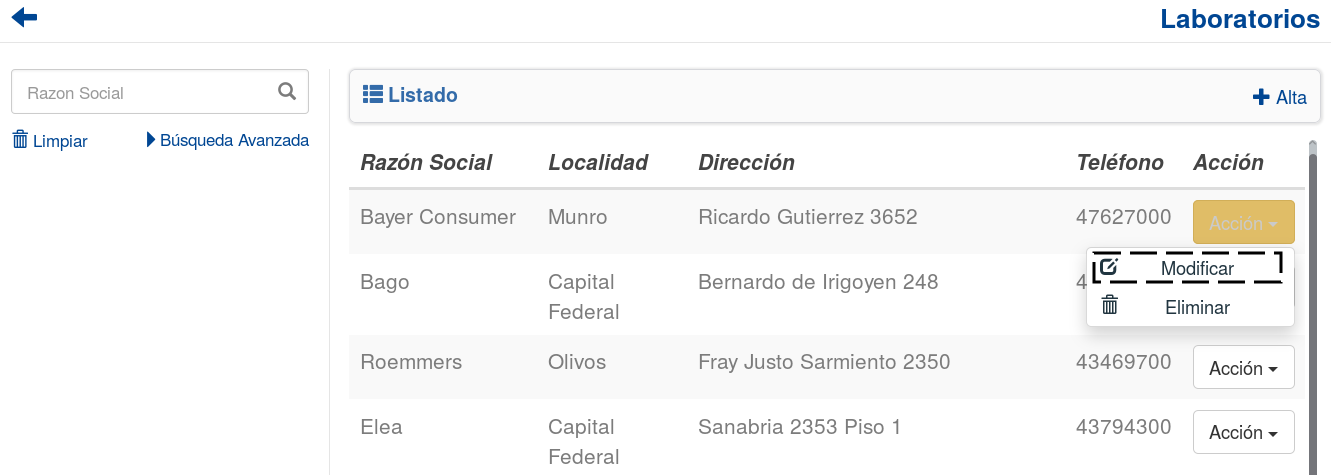 Laboratorios
Razon Social
Limpiar
Búsqueda Avanzada
Listado
Alta
Razón Social Localidad Dirección Teléfono Acción
Bayer Consumer Munro Ricardo Gutierrez 3652 47627000 Acción
Modificar
Eliminar
Bago Capital Federal Bernardo de Irigoyen 248 4
Roemmers Olivos Fray Justo Sarmiento 2350 43469700 Acción
Elea Capital Federal Sanabria 2353 Piso 1 43794300 Acción